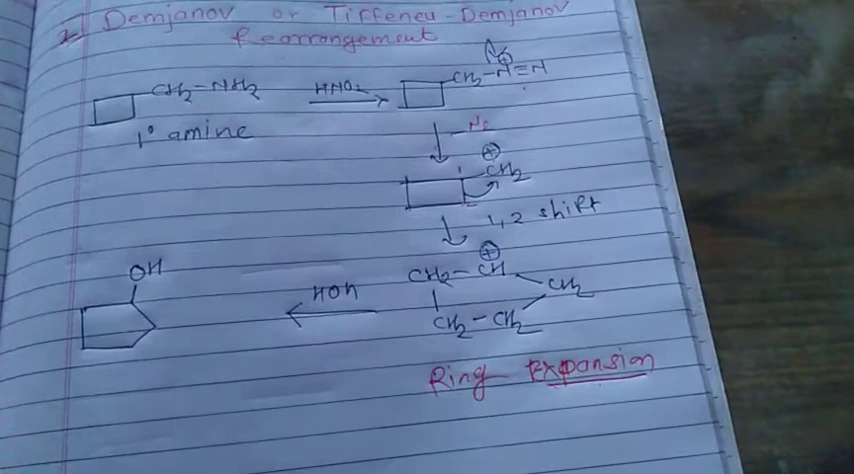 2] Demjanov or Tiffeneu-Demjanov
Rearrangement
CH2-NH2
HNO2
CH2-N≡N
1° amine
⊕
CH2
1,2 shift
⊕
CH2-CH
CH2
CH2-CH2
OH
HOH
Ring Expansion